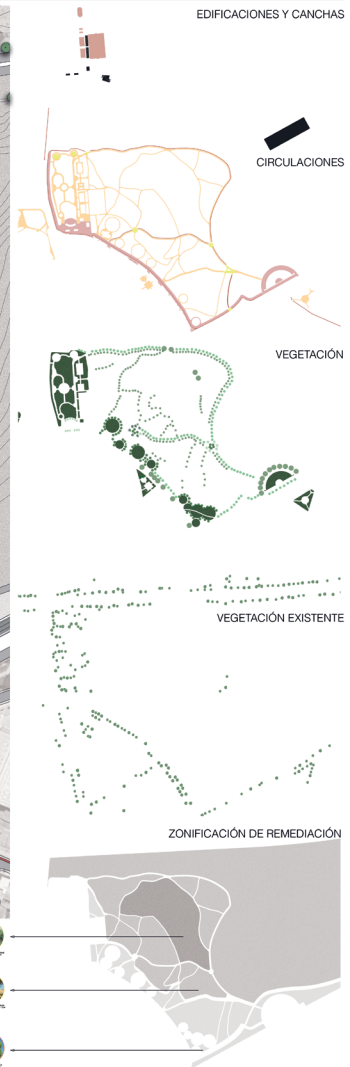 EDIFICACIONES Y CANCHAS
CIRCULACIONES
VEGETACIÓN
VEGETACIÓN EXISTENTE
ZONIFICACIÓN DE REMEDIACIÓN